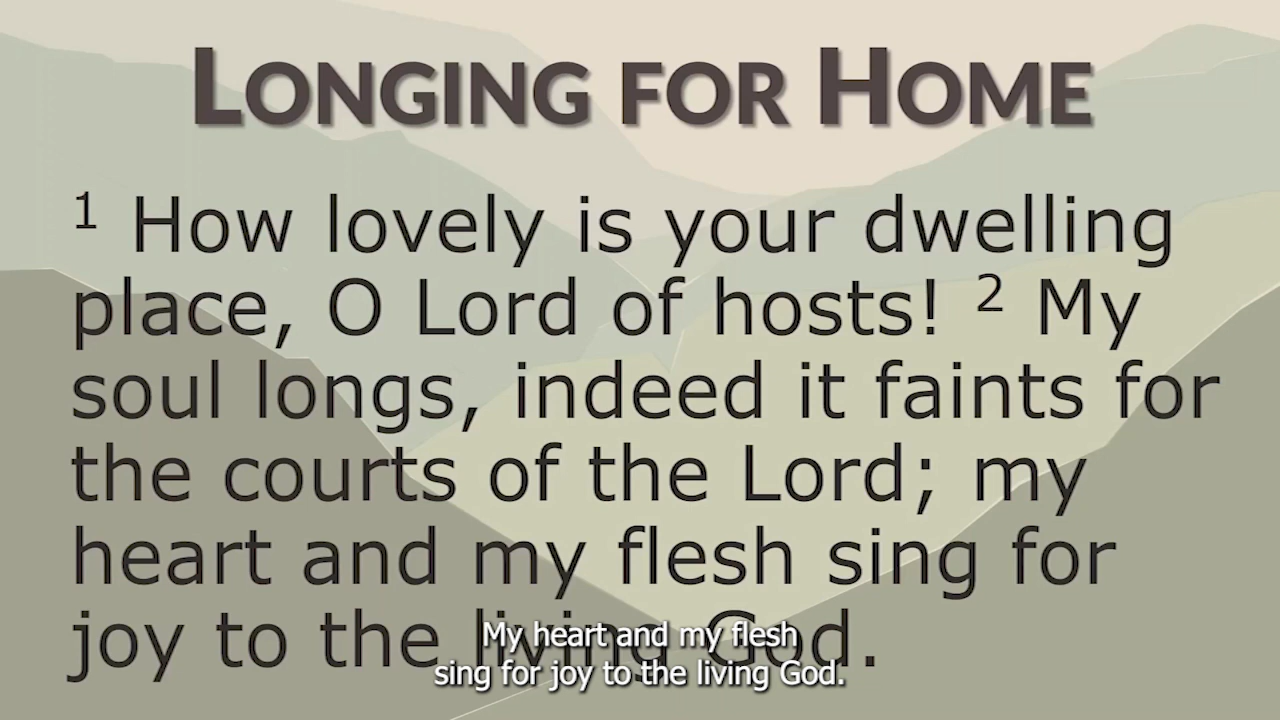 LONGING FOR HOME
1 How lovely is your dwelling
place, O Lord of hosts! 2 My
soul longs, indeed it faints for
the courts of the Lord; my
heart and my flesh sing for
joy to the living God.
My heart and my flesh
sing for joy to the living God.